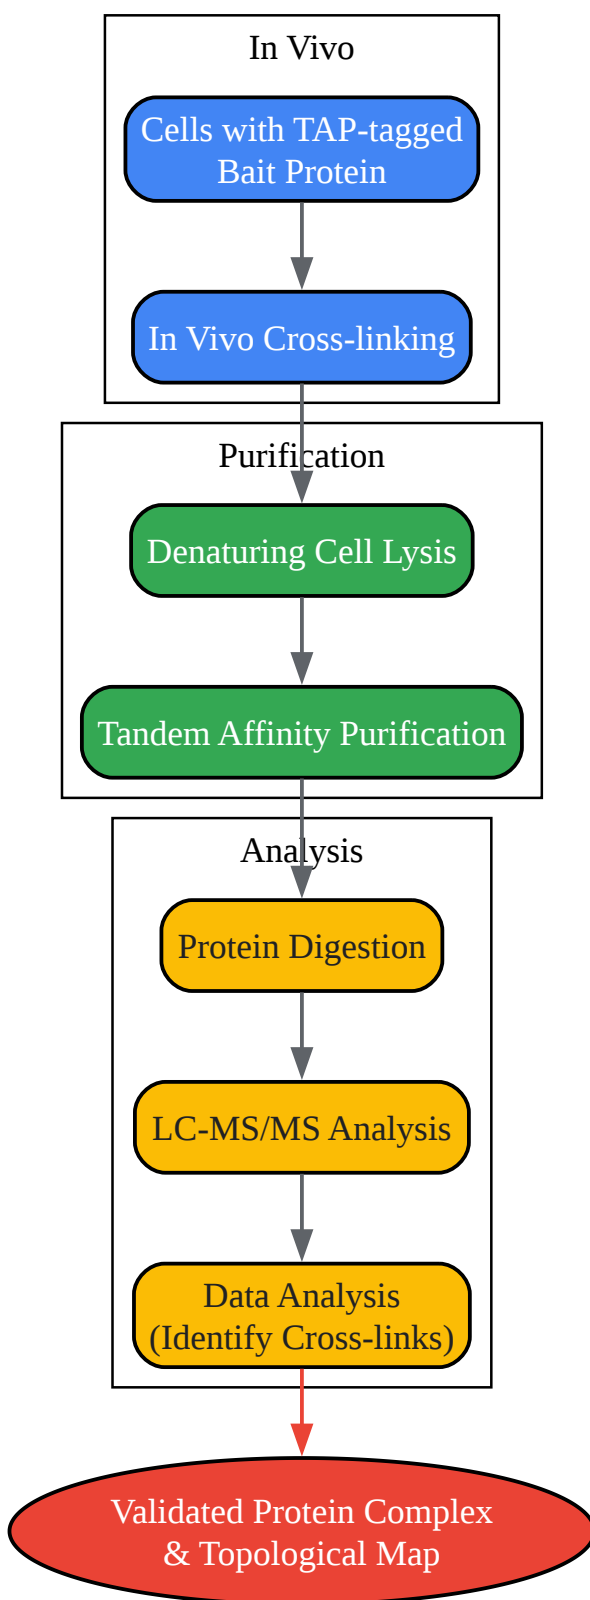 In Vivo
Cells with TAP-tagged
Bait Protein
In Vivo Cross-linking
Purification
Denaturing Cell Lysis
Tandem Affinity Purification
Analysis
Protein Digestion
LC-MS/MS Analysis
Data Analysis
(Identify Cross-links)
Validated Protein Complex
& Topological Map